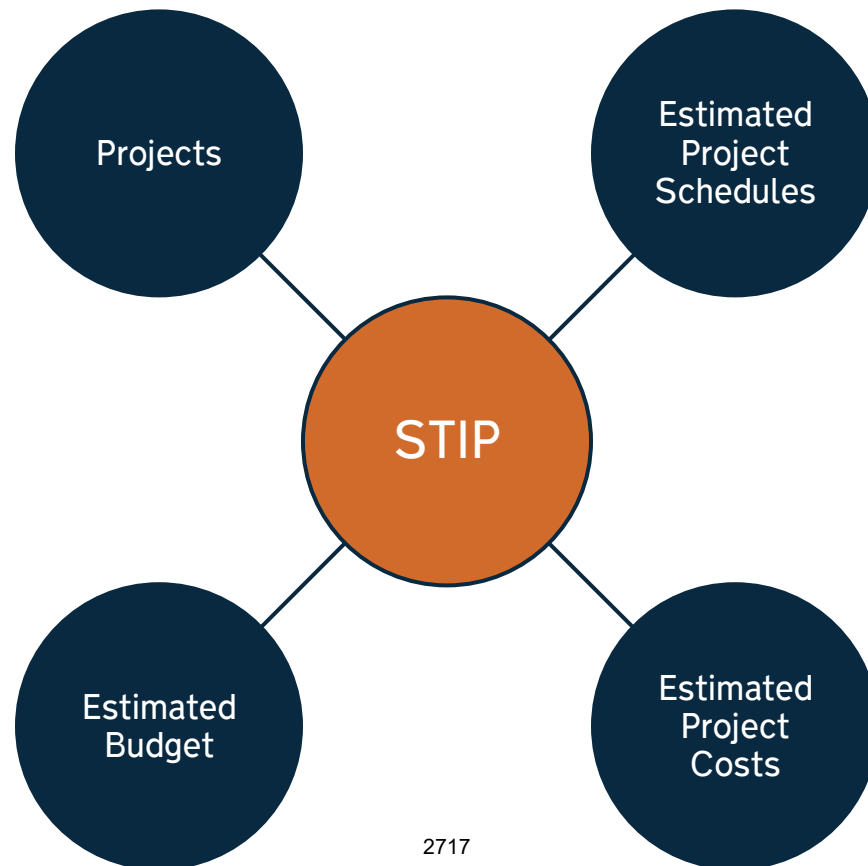 Projects
Estimated
Project
Schedules
STIP
Estimated
Budget
Estimated
Project
Costs
2717